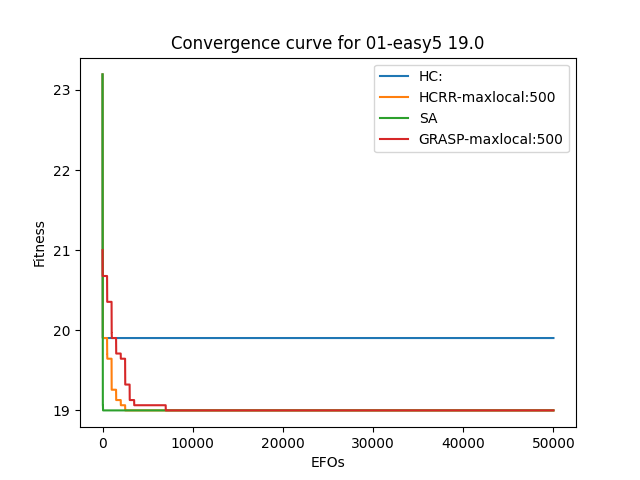 Convergence curve for 01-easy5 19.0
HC:
HCRR-maxlocal:500
SA
GRASP-maxlocal:500
Fitness
23
22
21
20
19
0 10000 20000 30000 40000 50000
EFOs